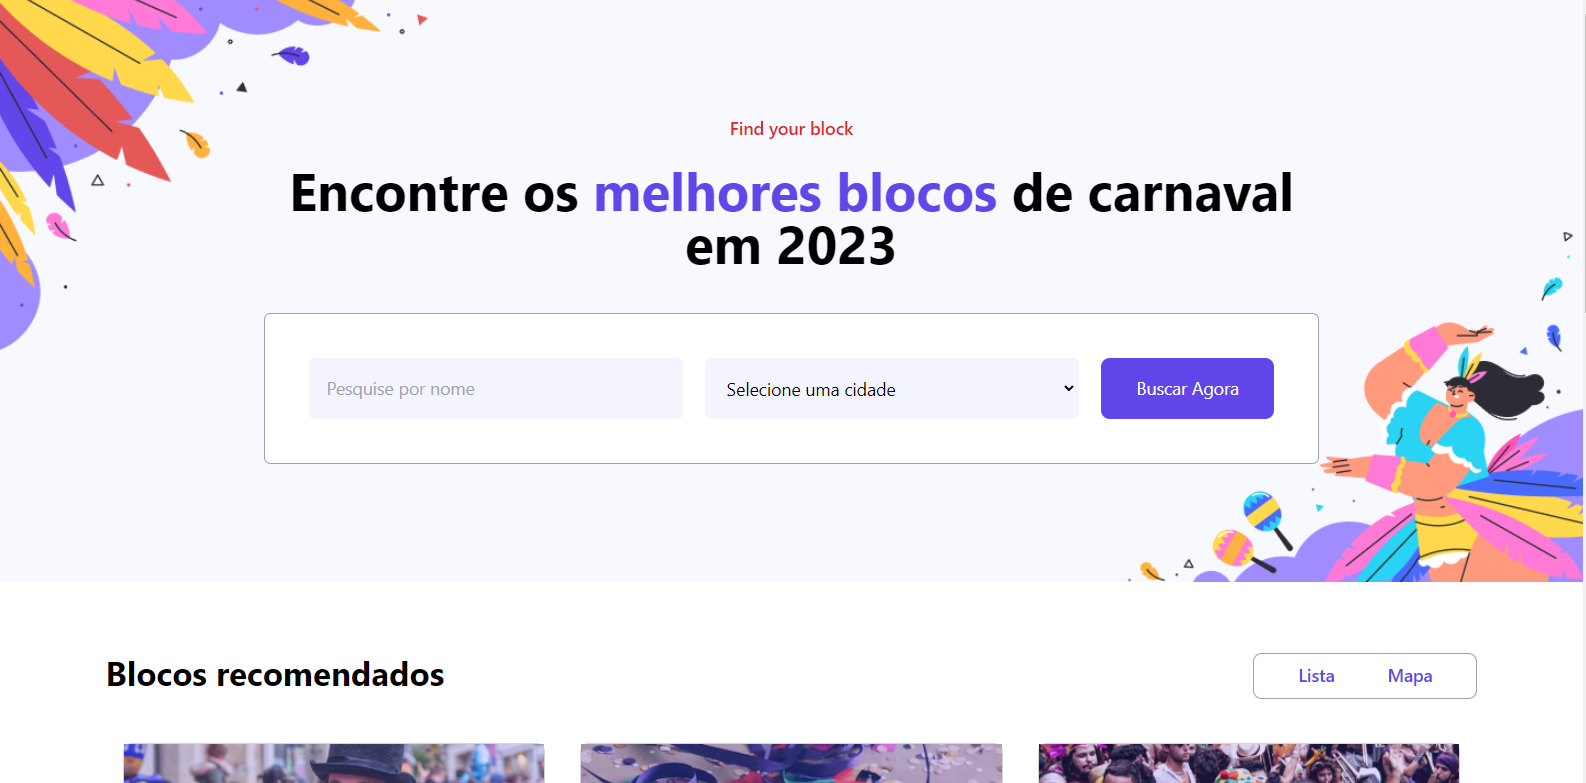 Find your block
Encontre os melhores blocos de carnaval
em 2023
Pesquise por nome
Selecione uma cidade
Buscar Agora
Blocos recomendados
Lista
Mapa